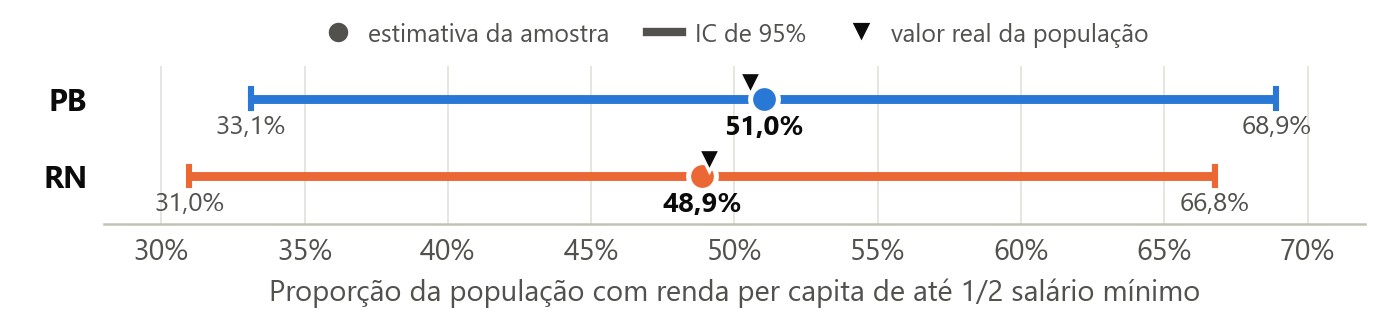 estimativa da amostra IC de 95% valor real da população
PB
33,1% 51,0% 68,9%
RN
31,0% 48,9% 66,8%
30% 35% 40% 45% 50% 55% 60% 65% 70%
Proporção da população com renda per capita de até 1/2 salário mínimo